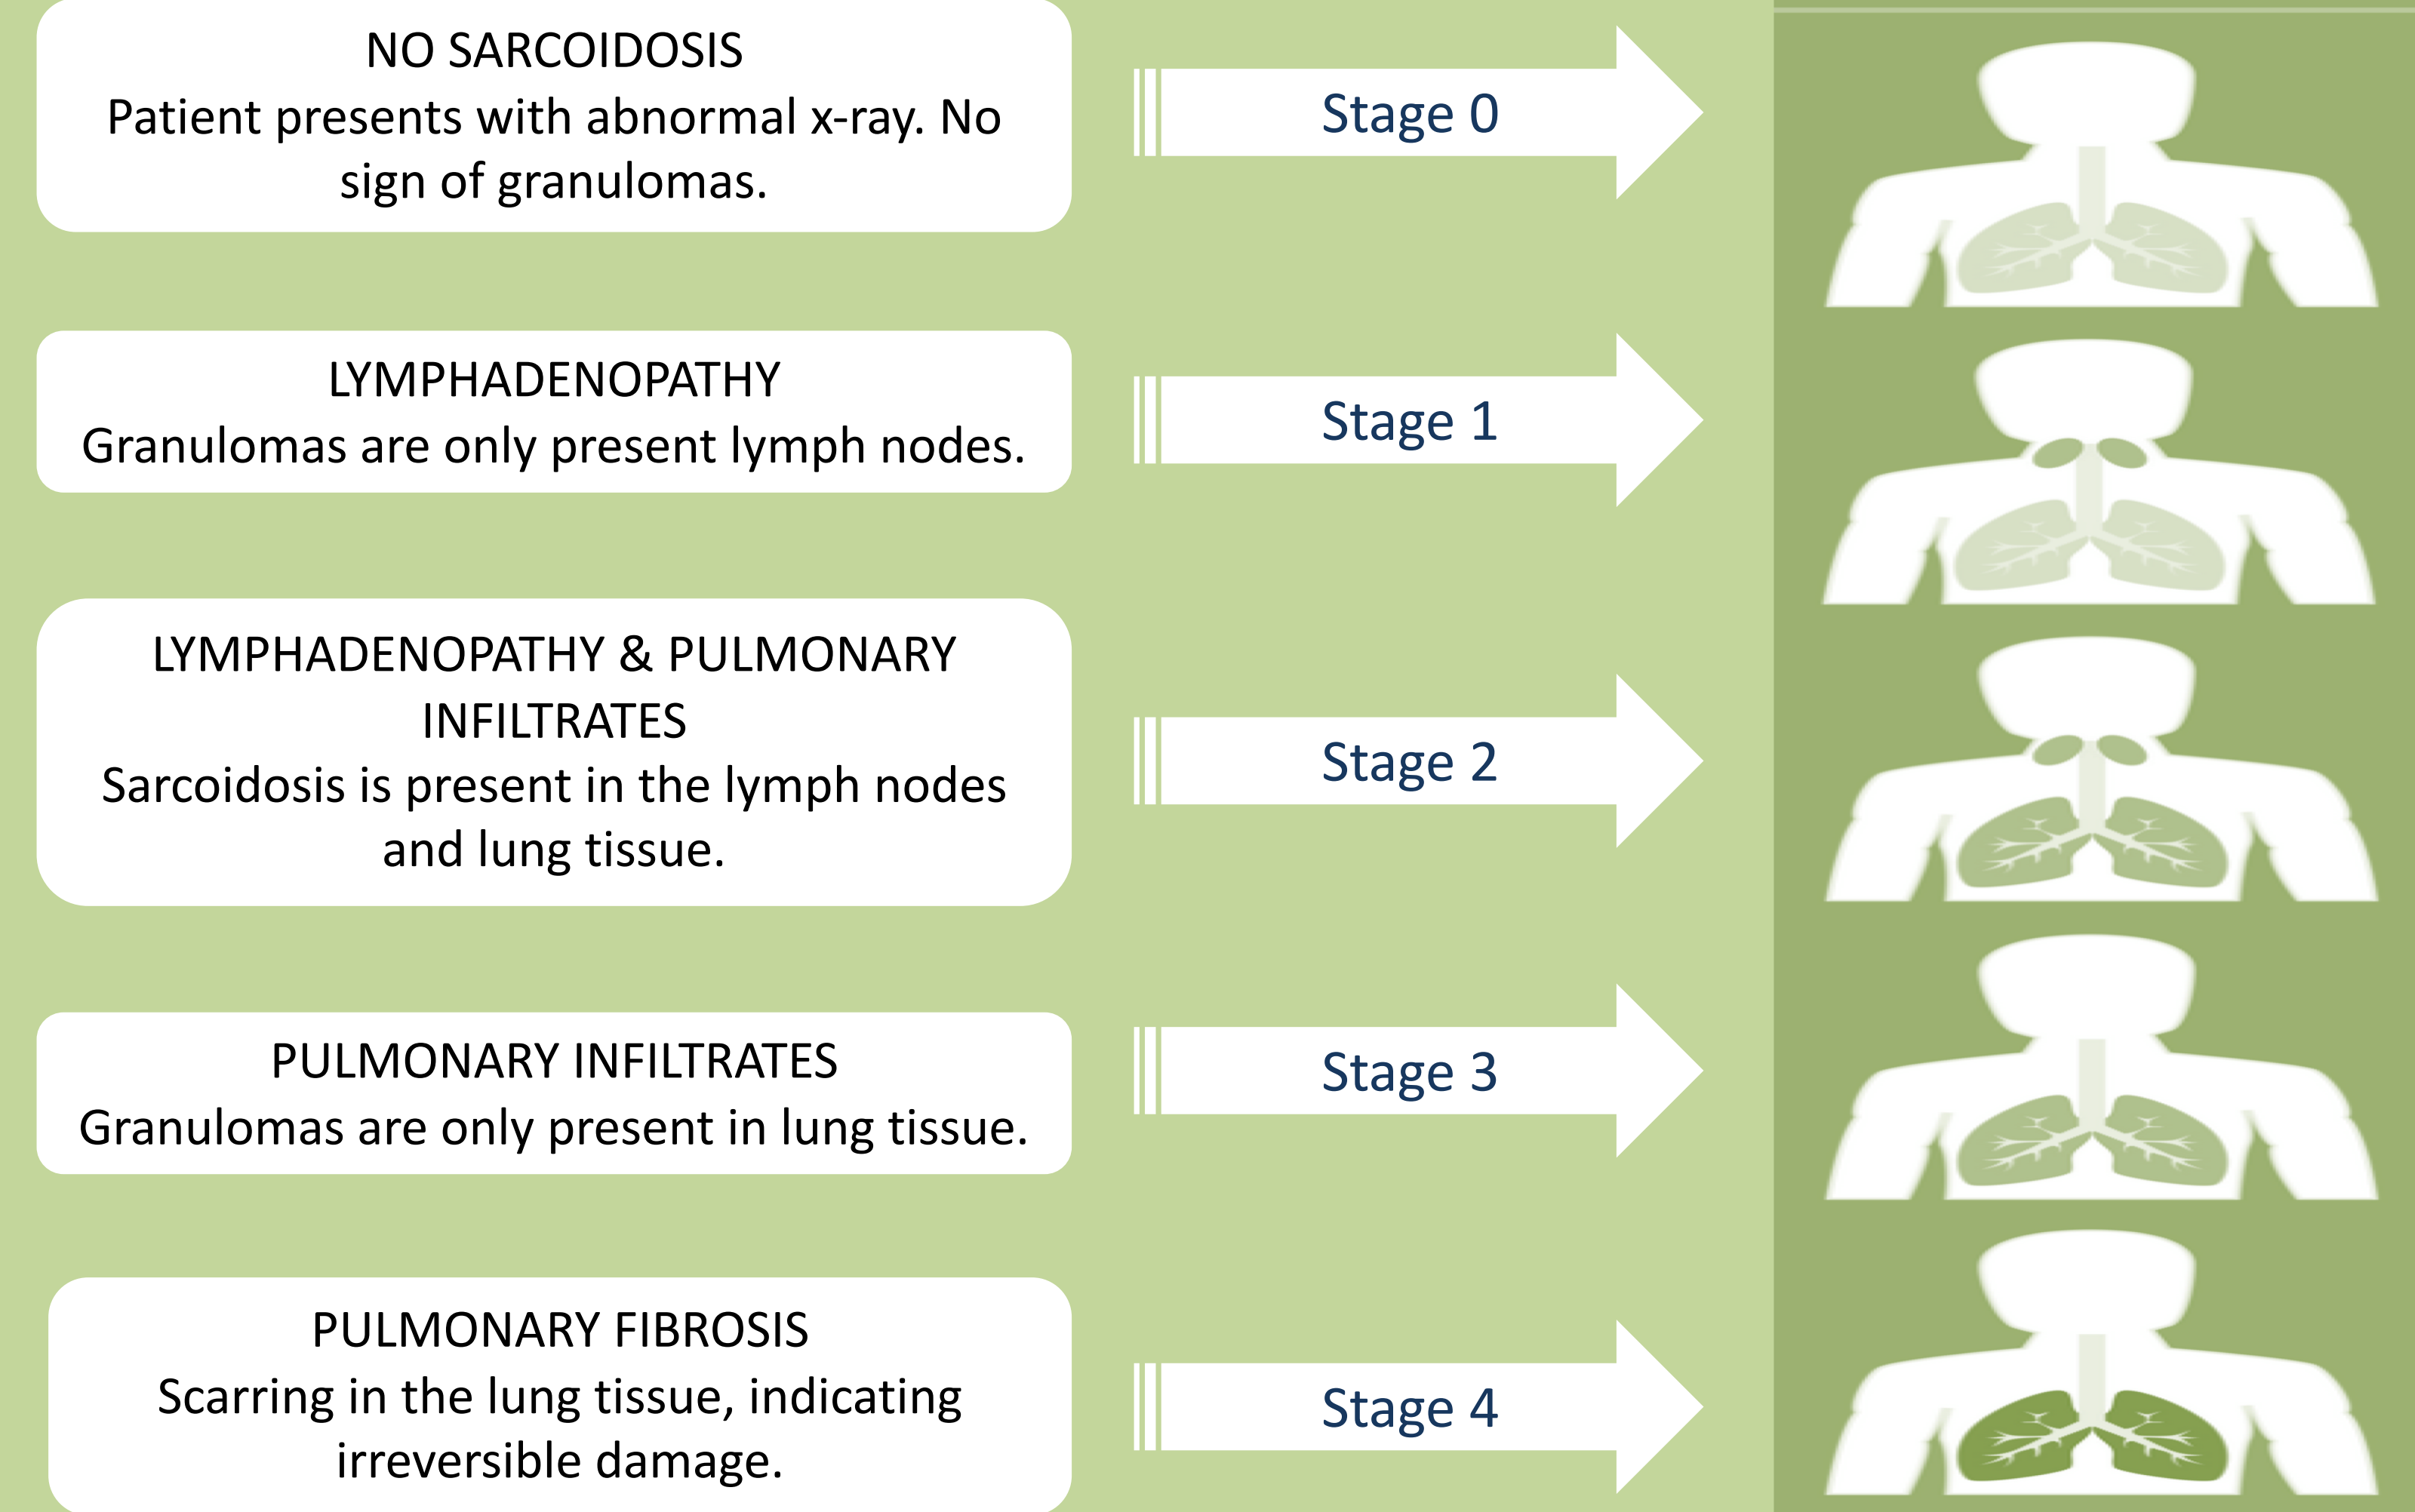 NO SARCOIDOSIS
Patient presents with abnormal x-ray. No
sign of granulomas.
Stage 0
LYMPHADENOPATHY
Granulomas are only present lymph nodes.
Stage 1
LYMPHADENOPATHY & PULMONARY
INFILTRATES
Sarcoidosis is present in the lymph nodes
and lung tissue.
Stage 2
PULMONARY INFILTRATES
Granulomas are only present in lung tissue.
Stage 3
PULMONARY FIBROSIS
Scarring in the lung tissue, indicating
irreversible damage.
Stage 4